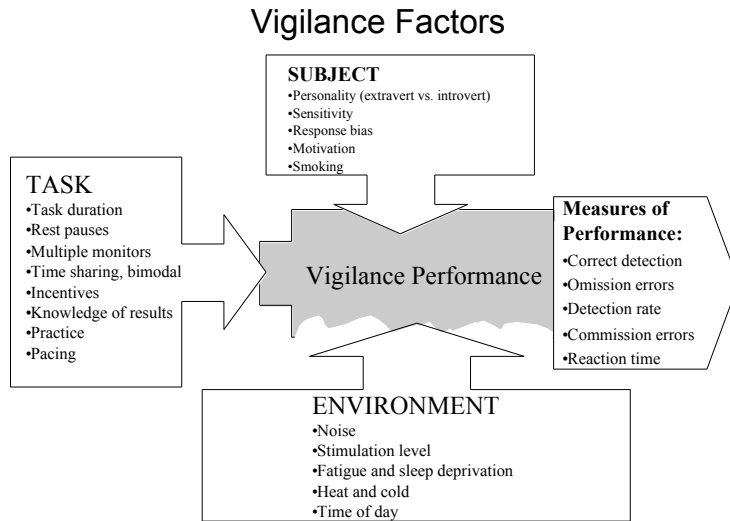 Vigilance Factors
SUBJECT
•Personality (extravert vs. introvert)
•Sensitivity
•Response bias
•Motivation
•Smoking
TASK
•Task duration
•Rest pauses
•Multiple monitors
•Time sharing, bimodal
•Incentives
•Knowledge of results
•Practice
•Pacing
Vigilance Performance
Measures of
Performance:
•Correct detection
•Omission errors
•Detection rate
•Commission errors
•Reaction time
ENVIRONMENT
•Noise
•Stimulation level
•Fatigue and sleep deprivation
•Heat and cold
•Time of day